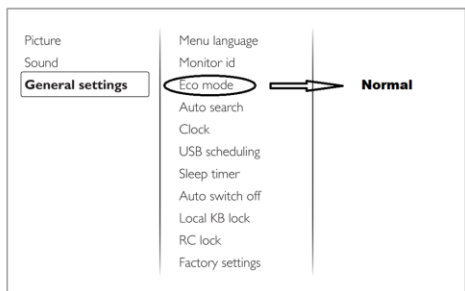 Picture
Sound
General settings
Menu language
Monitor id
Eco mode
Auto search
Clock
USB scheduling
Sleep timer
Auto switch off
Local KB lock
RC lock
Factory settings
Normal